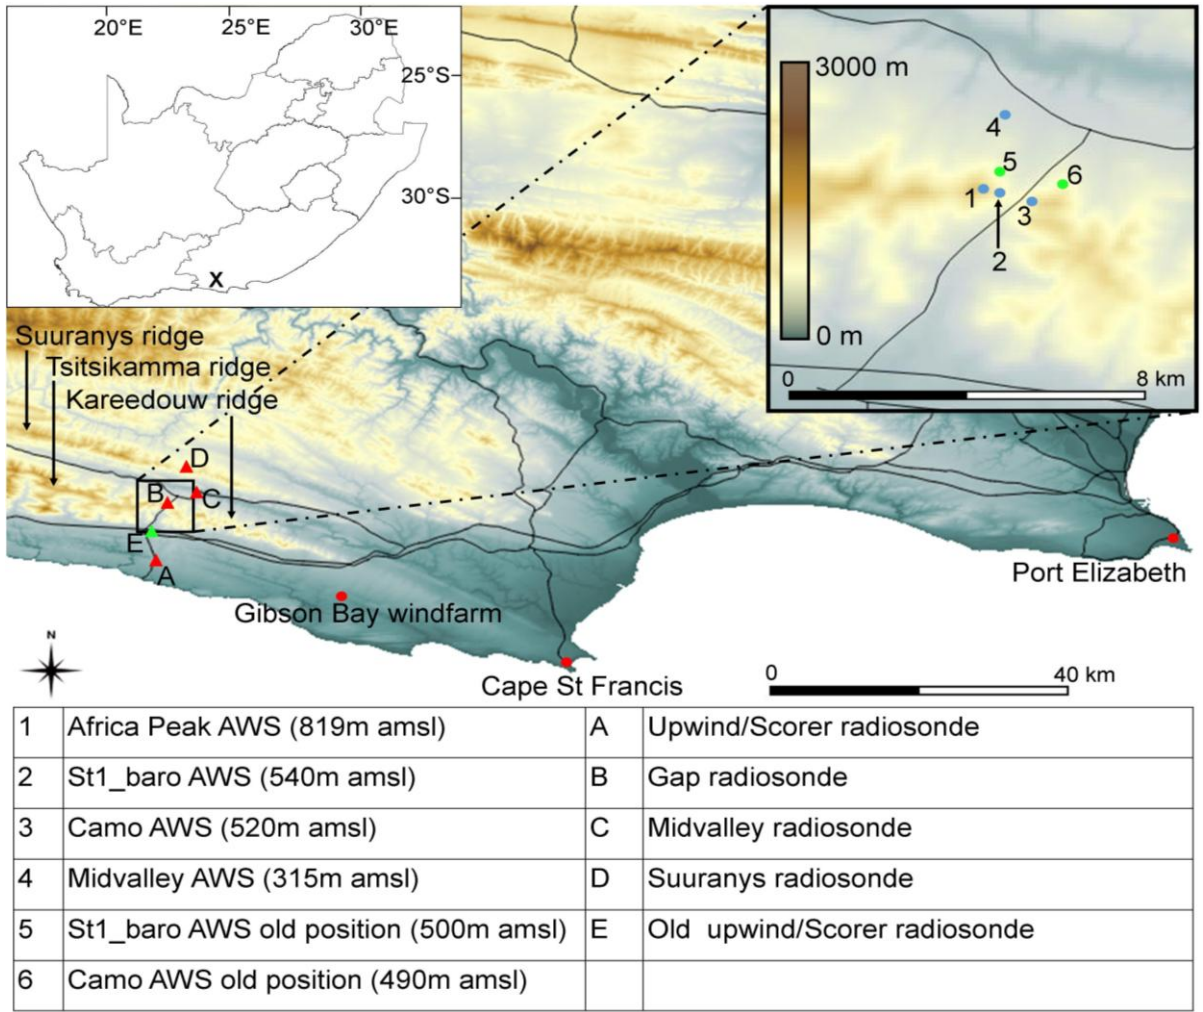 20°E 25°E 30°E
25°S
30°S
X
3000 m
0 m
4
5
6
1
3
2
0 8 km
Suuranys ridge
Tsitsikamma ridge
Kareedouw ridge
D
B
C
E
A
Gibson Bay windfarm
Port Elizabeth
Cape St Francis
N
0 40 km
1 Africa Peak AWS (819m amsl) A Upwind/Scorer radiosonde
2 St1_baro AWS (540m amsl) B Gap radiosonde
3 Camo AWS (520m amsl) C Midvalley radiosonde
4 Midvalley AWS (315m amsl) D Suuranys radiosonde
5 St1_baro AWS old position (500m amsl) E Old upwind/Scorer radiosonde
6 Camo AWS old position (490m amsl)